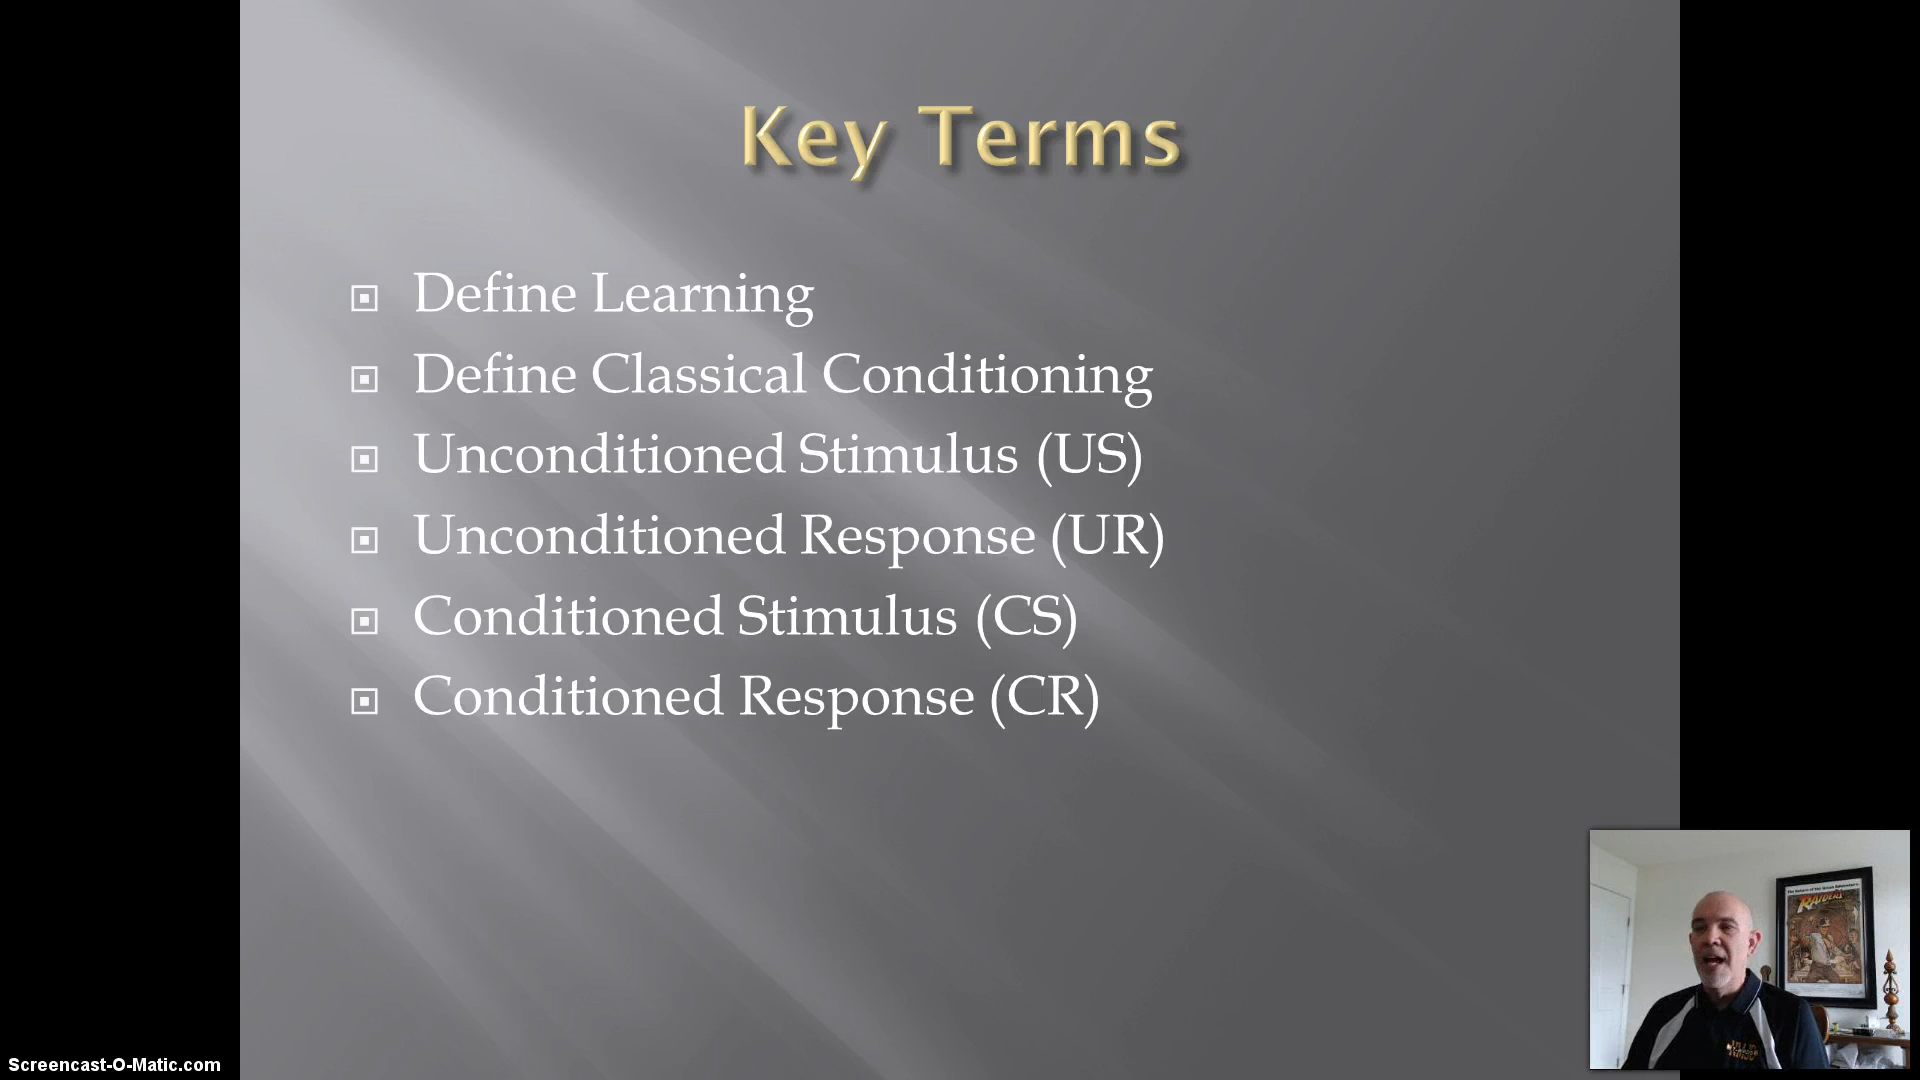 Key Terms
Define Learning
Define Classical Conditioning
Unconditioned Stimulus (US)
Unconditioned Response (UR)
Conditioned Stimulus (CS)
Conditioned Response (CR)
RAIDERS
Screencast-O-Matic.com